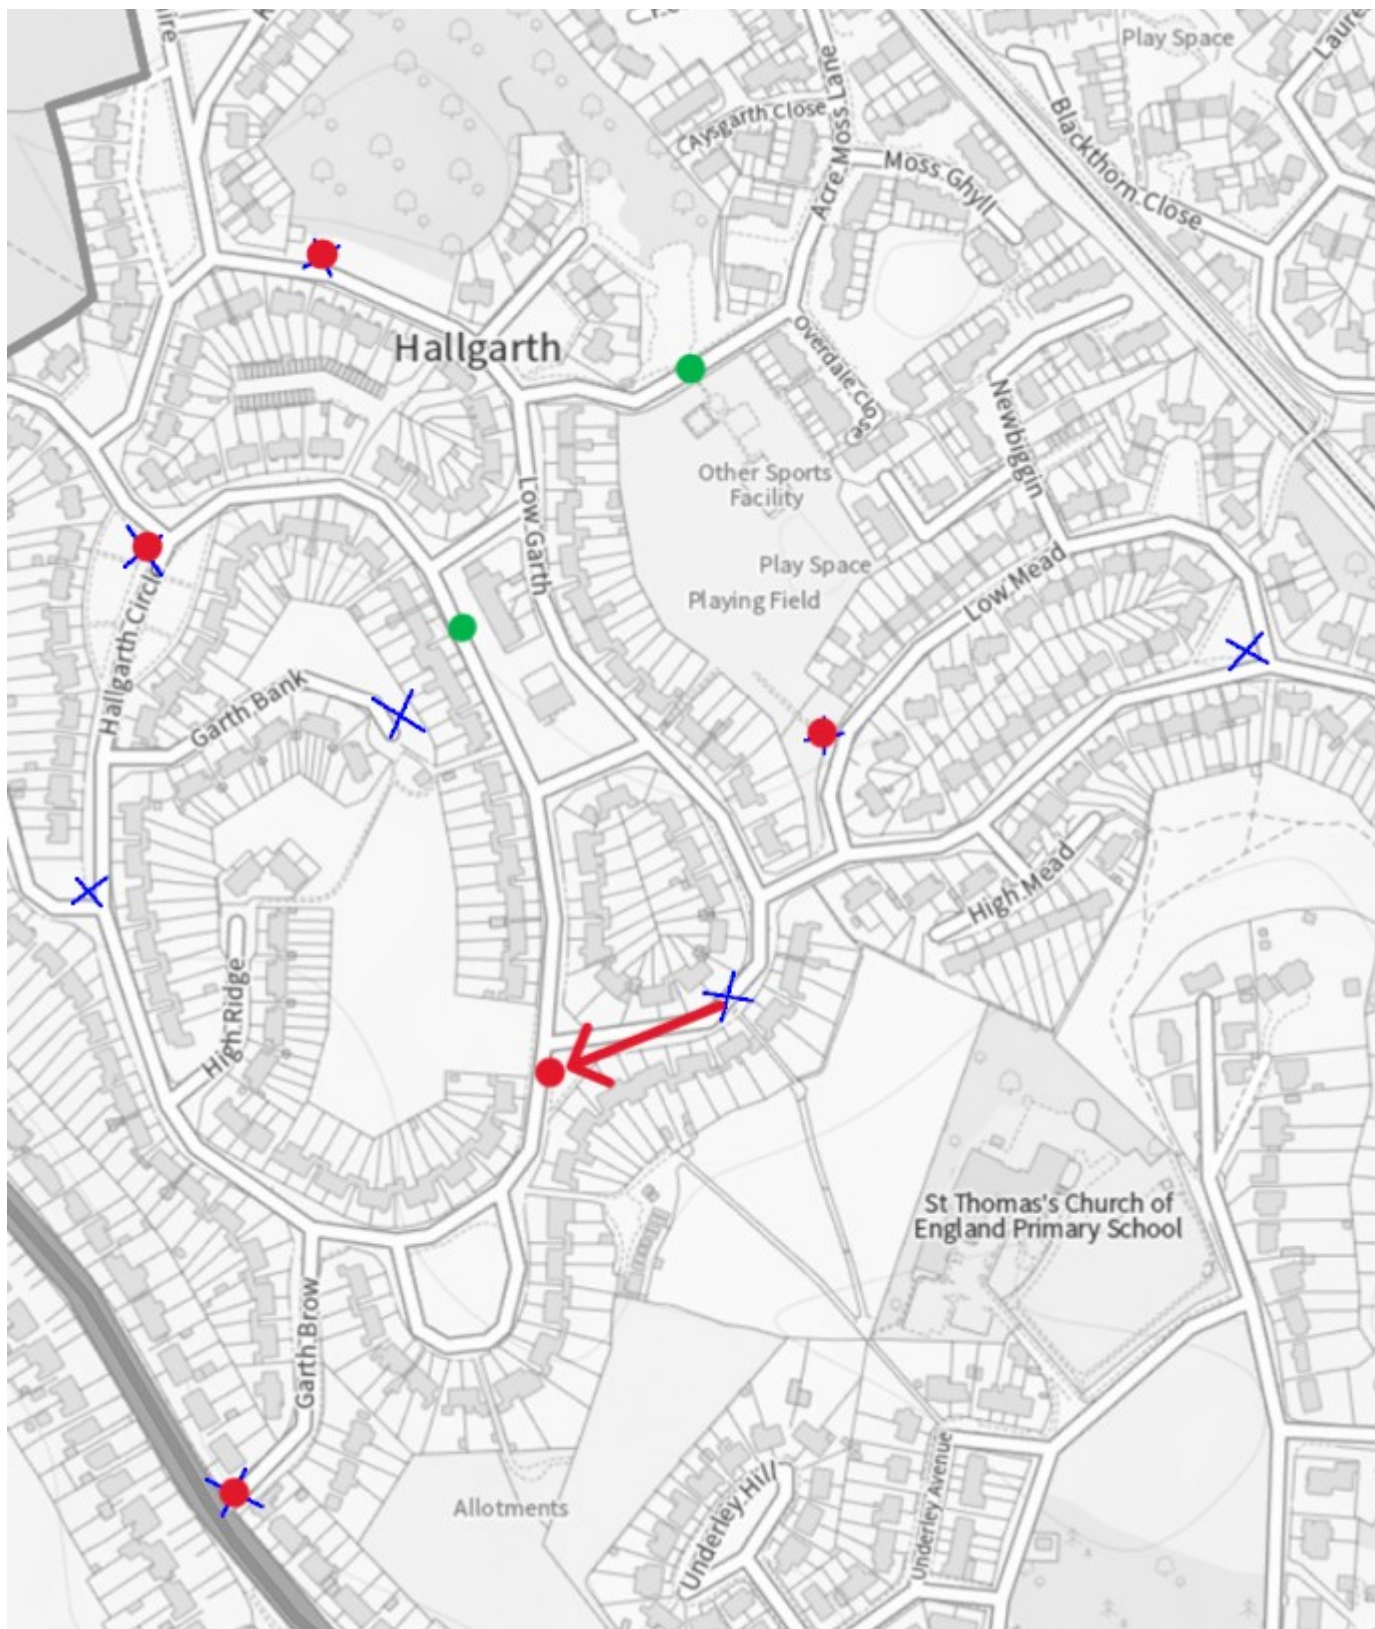 Play Space
Acre Moss Lane
Aysgarth Close
Moss Ghyll
Blackthorn Close
Hallgarth
Overdale Close
Newbiggin
Other Sports
Facility
Low Garth
Play Space
Playing Field
Low Mead
Hallgarth Circle
Garth Bank
High Mead
High Ridge
St Thomas's Church of
England Primary School
Garth Brow
Allotments
Underley Hill
Underley Avenue